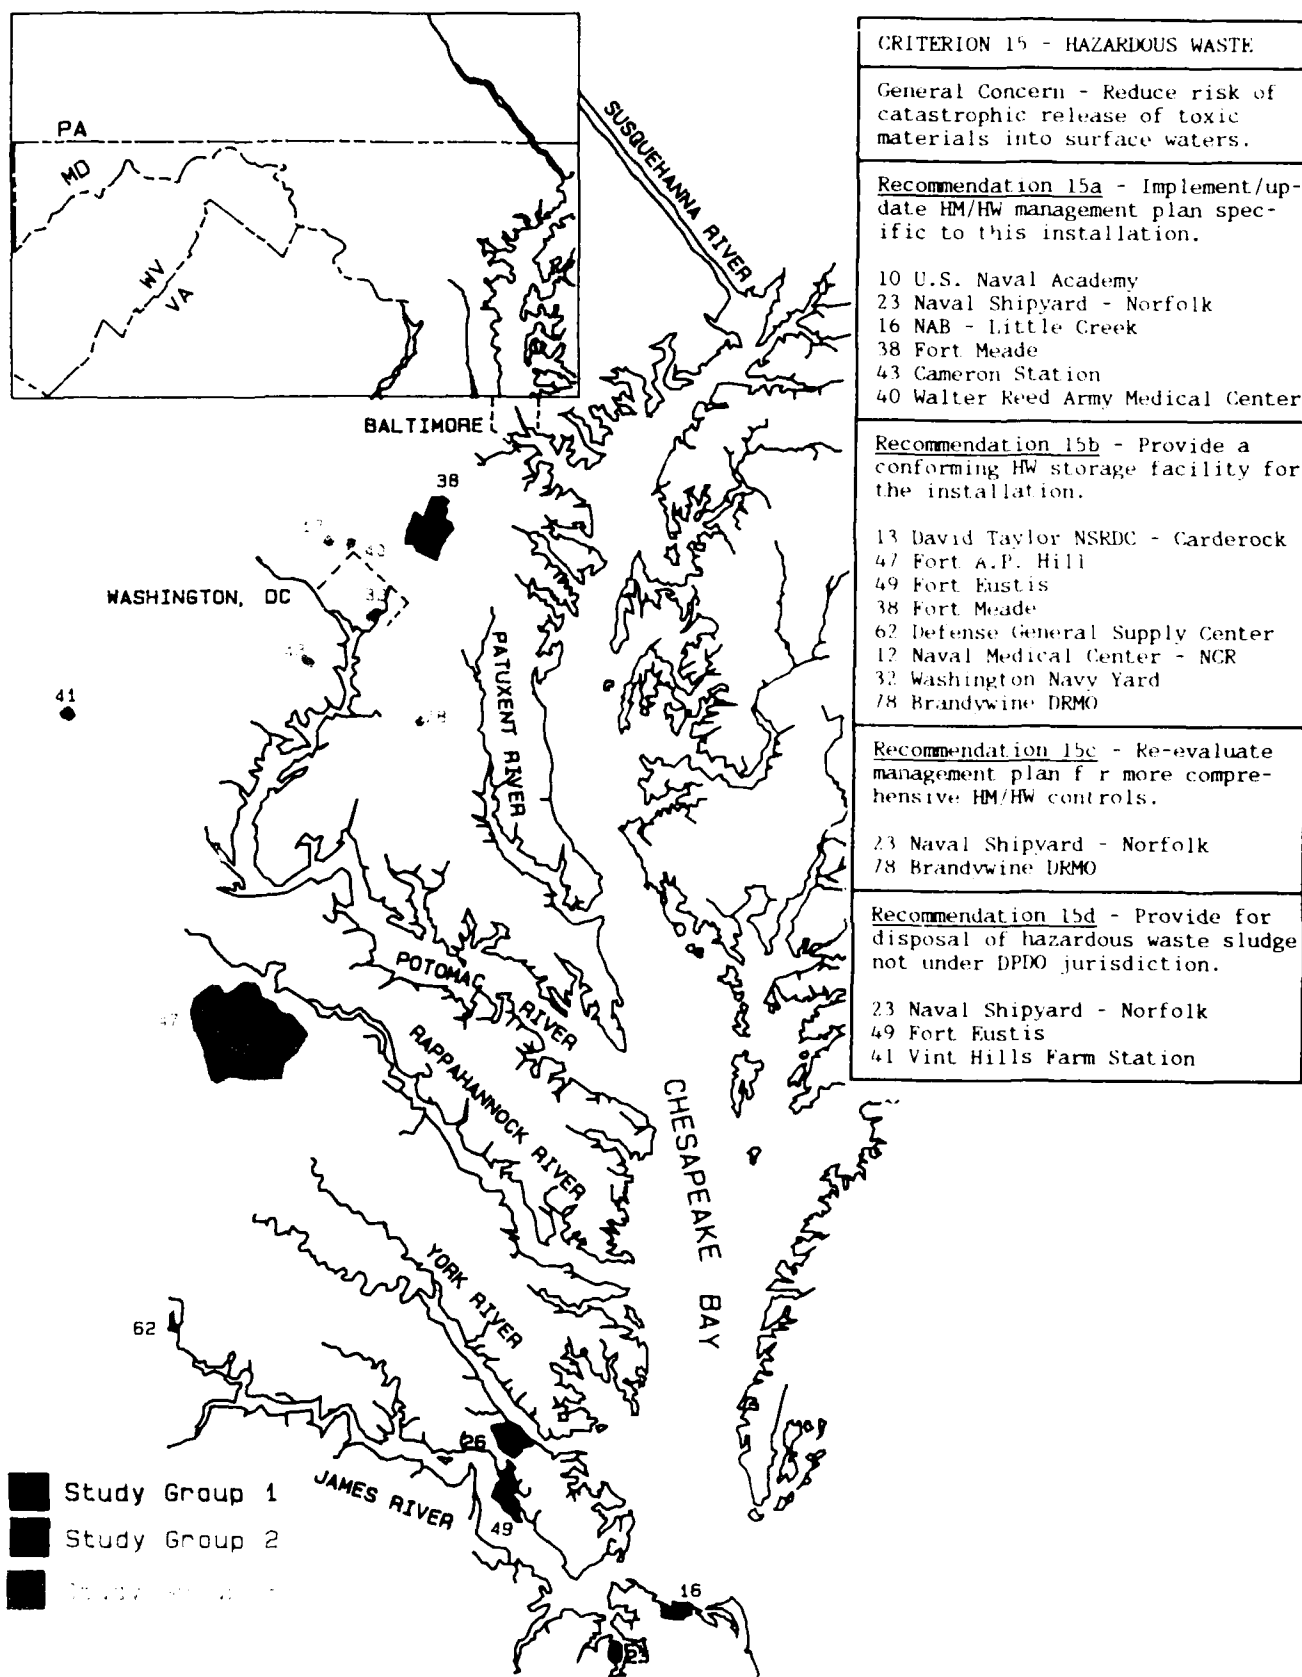 PA
MD
WV
VA
SUSQUEHANNA RIVER
BALTIMORE
38
40
WASHINGTON, DC
32
43
41
78
PATUXENT RIVER
POTOMAC RIVER
47
RAPPAHANNOCK RIVER
CHESAPEAKE BAY
YORK RIVER
62
26
JAMES RIVER
49
16
23
Study Group 1
Study Group 2
CRITERION 15 - HAZARDOUS WASTE
General Concern - Reduce risk of
catastrophic release of toxic
materials into surface waters.
Recommendation 15a - Implement/up-
date HM/HW management plan spec-
ific to this installation.
10 U.S. Naval Academy
23 Naval Shipyard - Norfolk
16 NAB - Little Creek
38 Fort Meade
43 Cameron Station
40 Walter Reed Army Medical Center
Recommendation 15b - Provide a
conforming HW storage facility for
the installation.
13 David Taylor NSRDC - Carderock
47 Fort A.P. Hill
49 Fort Eustis
38 Fort Meade
62 Defense General Supply Center
12 Naval Medical Center - NCR
32 Washington Navy Yard
78 Brandywine DRMO
Recommendation 15c - Re-evaluate
management plan f r more compre-
hensive HM/HW controls.
23 Naval Shipyard - Norfolk
78 Brandywine DRMO
Recommendation 15d - Provide for
disposal of hazardous waste sludge
not under DPDO jurisdiction.
23 Naval Shipyard - Norfolk
49 Fort Eustis
41 Vint Hills Farm Station